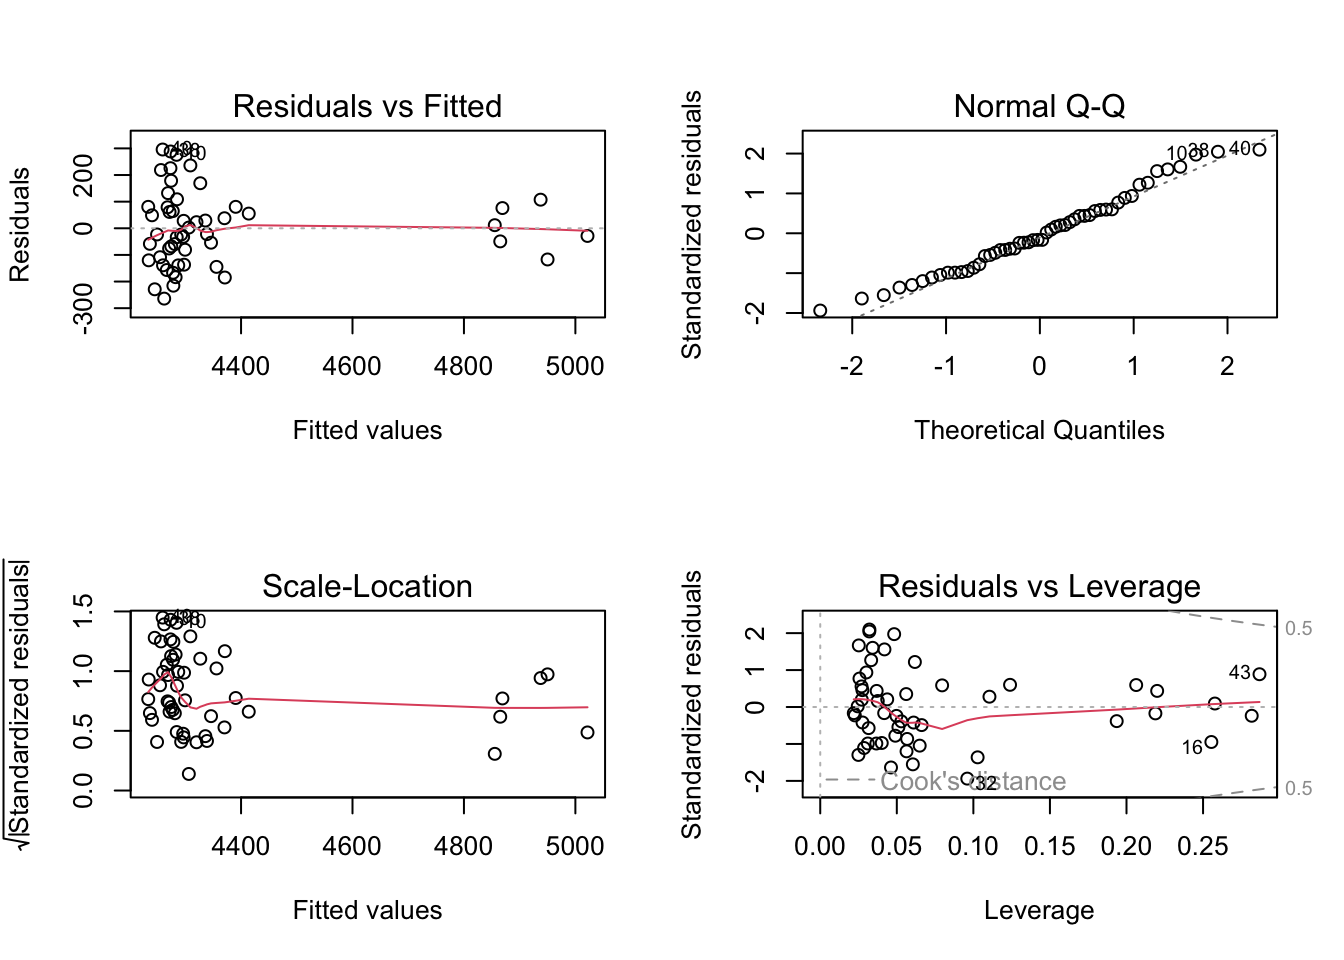 Residuals vs Fitted
Residuals
200
0
-300
4400 4600 4800 5000
Fitted values
Normal Q-Q
Standardized residuals
2
1
0
-2
1038 40
-2 -1 0 1 2
Theoretical Quantiles
Scale-Location
√|Standardized residuals|
1.5
1.0
0.5
0.0
4400 4600 4800 5000
Fitted values
Residuals vs Leverage
Standardized residuals
2
1
0
-2
0.5
43
16
32
Cook's distance
0.5
0.00 0.05 0.10 0.15 0.20 0.25
Leverage